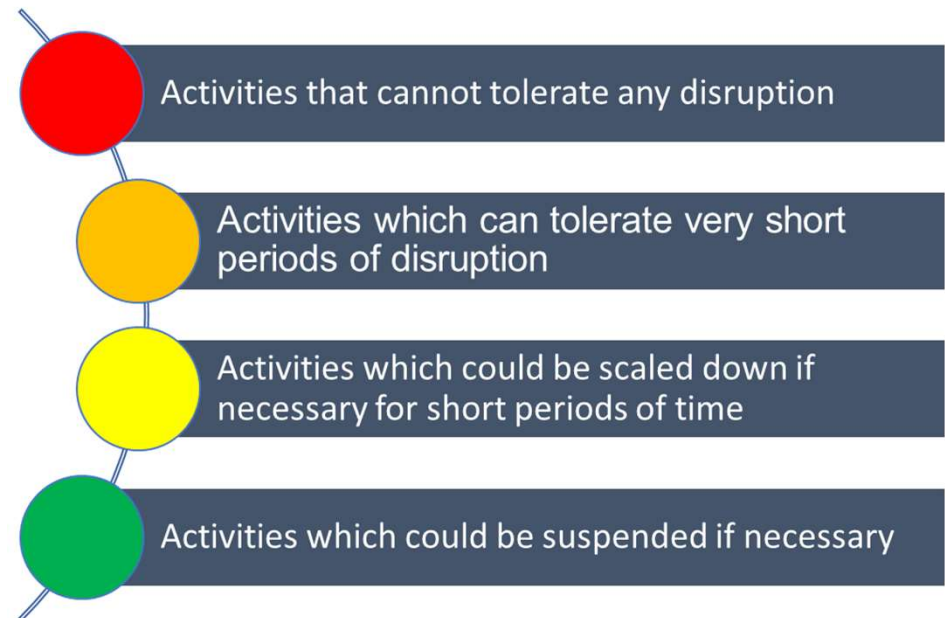 Activities that cannot tolerate any disruption
Activities which can tolerate very short
periods of disruption
Activities which could be scaled down if
necessary for short periods of time
Activities which could be suspended if necessary